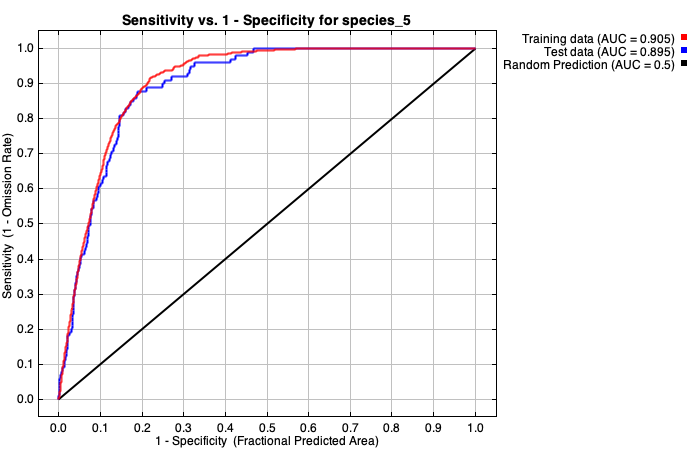 Sensitivity vs. 1 - Specificity for species_5
Training data (AUC = 0.905)
Test data (AUC = 0.895)
Random Prediction (AUC = 0.5)
Sensitivity (1 - Omission Rate)
1.0
0.9
0.8
0.7
0.6
0.5
0.4
0.3
0.2
0.1
0.0
0.0 0.1 0.2 0.3 0.4 0.5 0.6 0.7 0.8 0.9 1.0
1 - Specificity (Fractional Predicted Area)